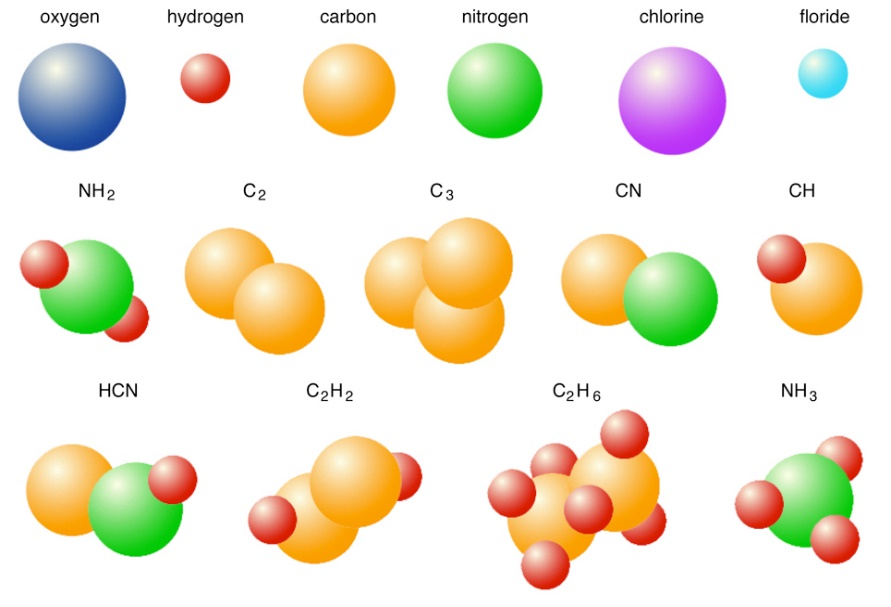 oxygen hydrogen carbon nitrogen chlorine floride
NH2 C2 C3 CN CH
HCN C2H2 C2H6 NH3